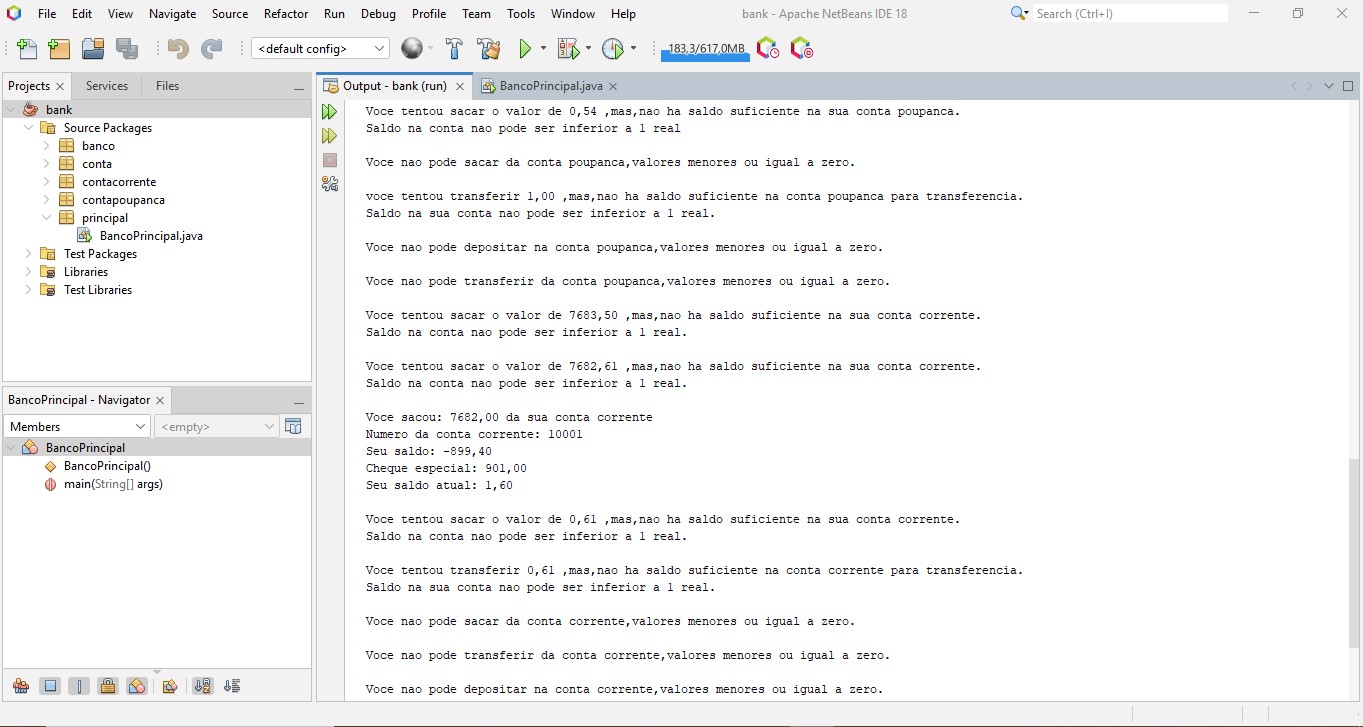 File Edit View Navigate Source Refactor Run Debug Profile Team Tools Window Help
bank - Apache NetBeans IDE 18
Search (Ctrl+I)
<default config>
183,3/617,0MB
Projects Services Files
Output - bank (run) BancoPrincipal.java
bank
Source Packages
banco
conta
contacorrente
contapoupanca
principal
BancoPrincipal.java
Test Packages
Libraries
Test Libraries
BancoPrincipal - Navigator
Members <empty>
BancoPrincipal
BancoPrincipal()
main(String[] args)
Voce tentou sacar o valor de 0,54 ,mas,nao ha saldo suficiente na sua conta poupanca.
Saldo na conta nao pode ser inferior a 1 real
Voce nao pode sacar da conta poupanca,valores menores ou igual a zero.
voce tentou transferir 1,00 ,mas,nao ha saldo suficiente na conta poupanca para transferencia.
Saldo na sua conta nao pode ser inferior a 1 real.
Voce nao pode depositar na conta poupanca,valores menores ou igual a zero.
Voce nao pode transferir da conta poupanca,valores menores ou igual a zero.
Voce tentou sacar o valor de 7683,50 ,mas,nao ha saldo suficiente na sua conta corrente.
Saldo na conta nao pode ser inferior a 1 real.
Voce tentou sacar o valor de 7682,61 ,mas,nao ha saldo suficiente na sua conta corrente.
Saldo na conta nao pode ser inferior a 1 real.
Voce sacou: 7682,00 da sua conta corrente
Numero da conta corrente: 10001
Seu saldo: -899,40
Cheque especial: 901,00
Seu saldo atual: 1,60
Voce tentou sacar o valor de 0,61 ,mas,nao ha saldo suficiente na sua conta corrente.
Saldo na conta nao pode ser inferior a 1 real.
Voce tentou transferir 0,61 ,mas,nao ha saldo suficiente na conta corrente para transferencia.
Saldo na sua conta nao pode ser inferior a 1 real.
Voce nao pode sacar da conta corrente,valores menores ou igual a zero.
Voce nao pode transferir da conta corrente,valores menores ou igual a zero.
Voce nao pode depositar na conta corrente,valores menores ou igual a zero.